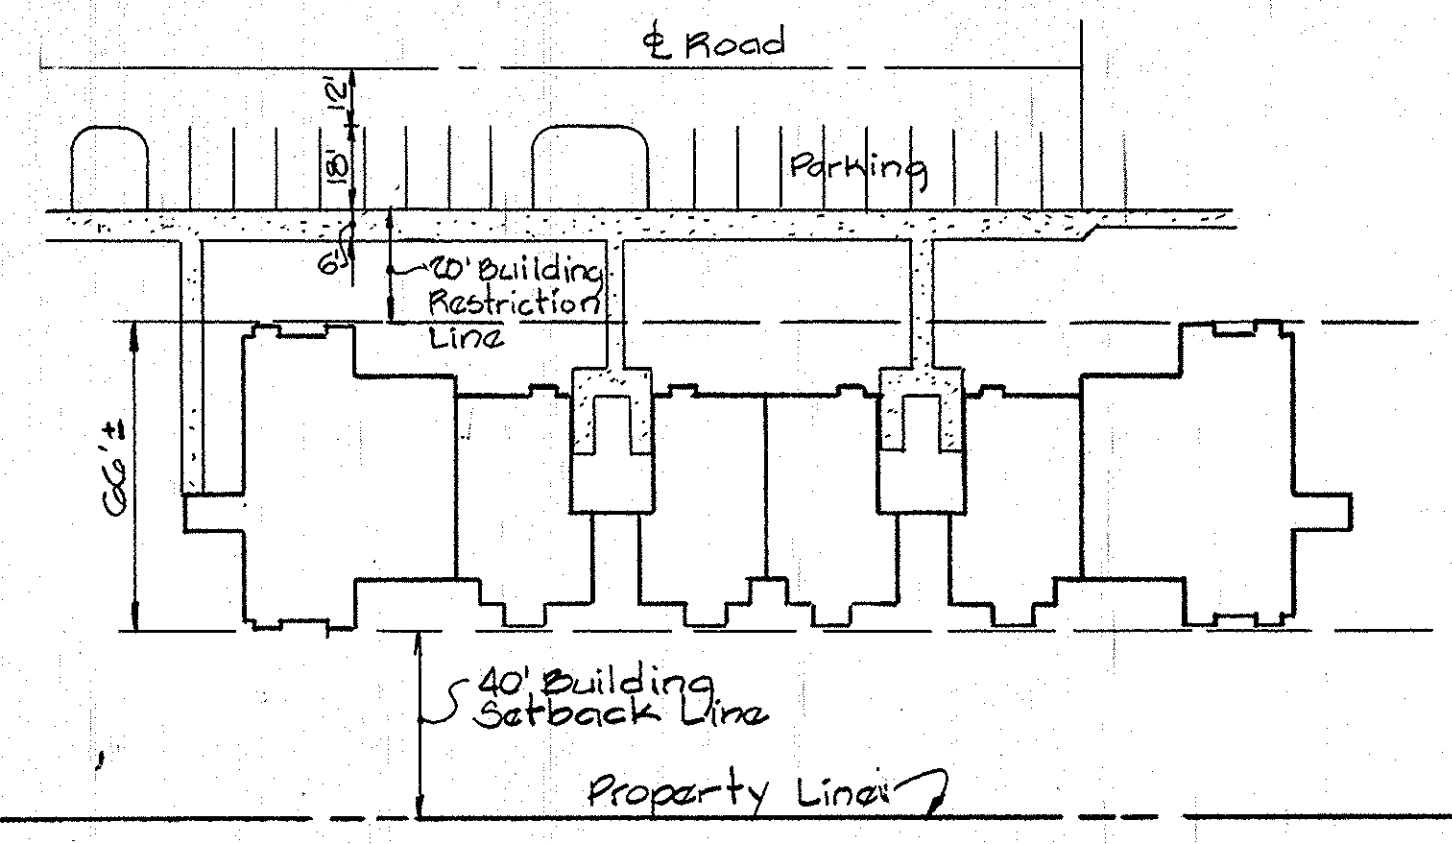 ℄ Road
12'
18'
Parking
6'
20' Building
Restriction
Line
66'±
40' Building
Setback Line
Property Line